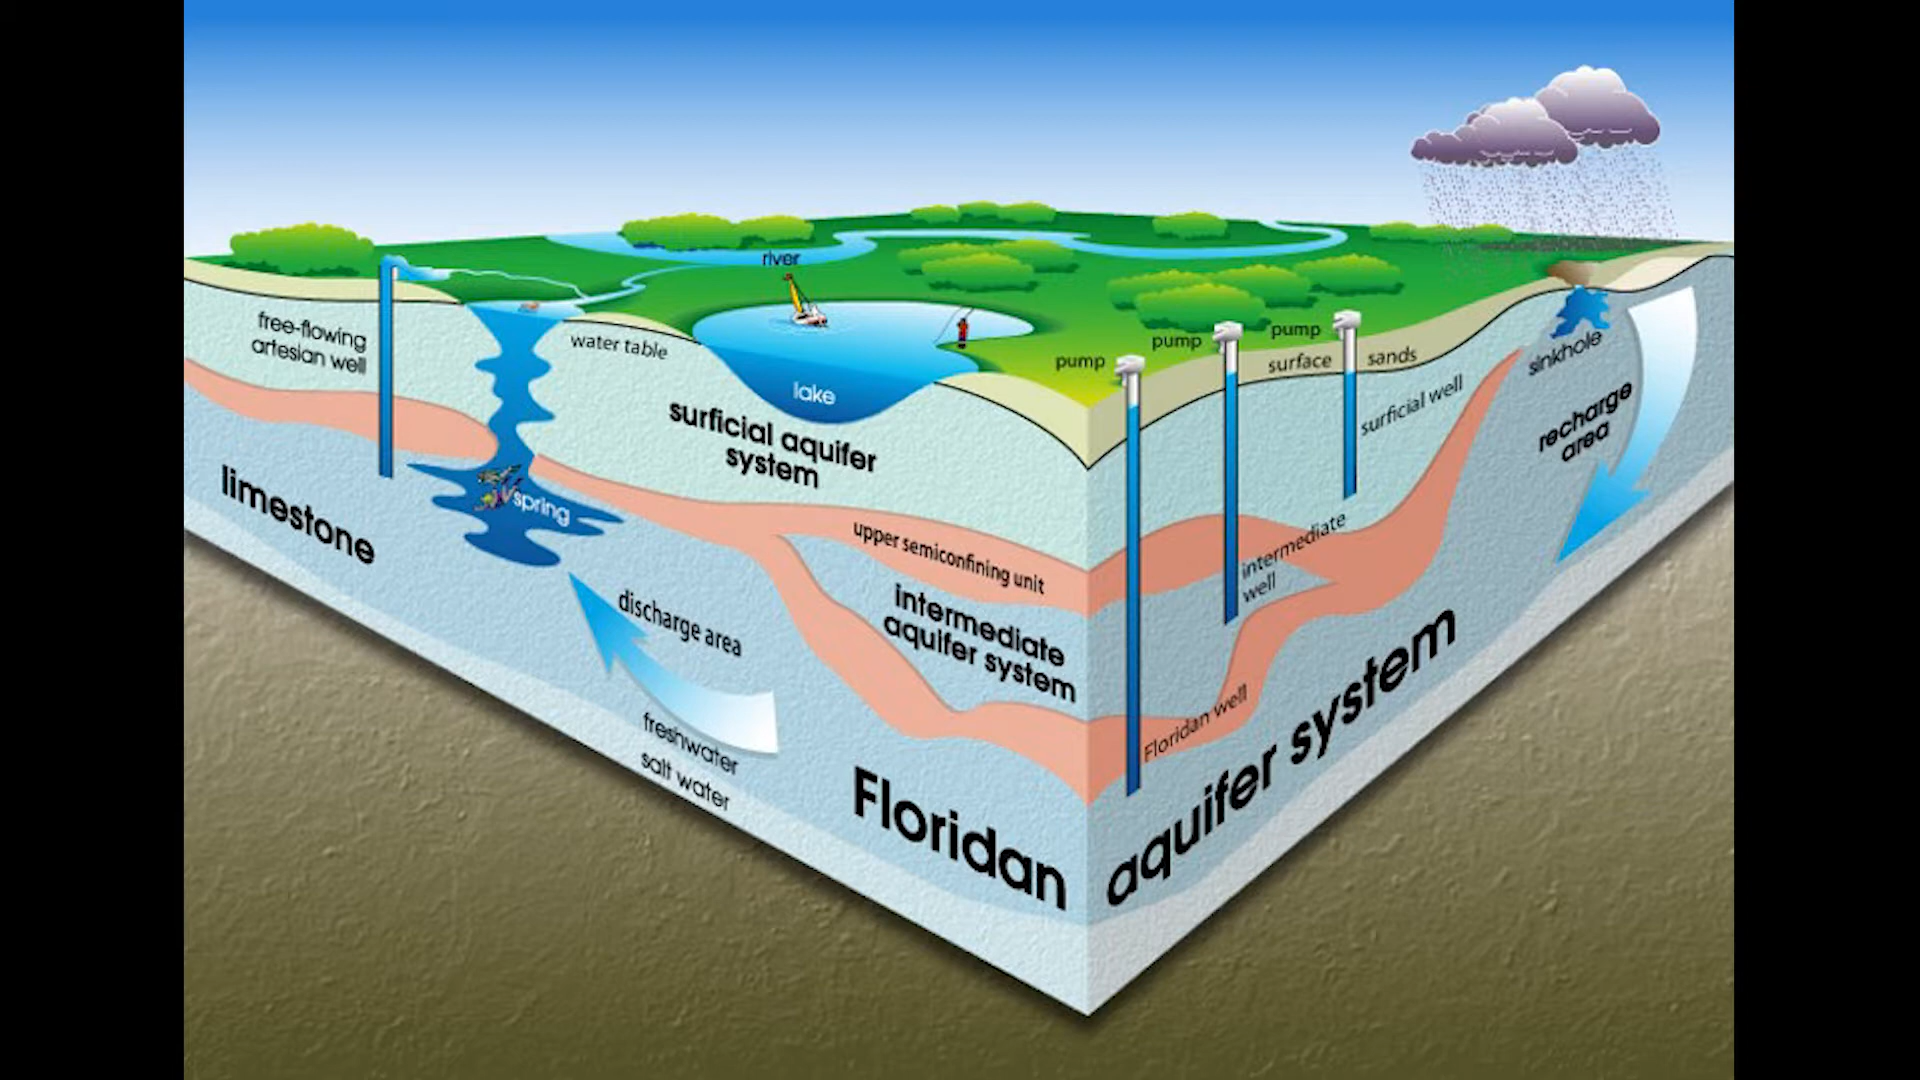 river
free-flowing
artesian well
water table
lake
pump
pump
pump
surface sands
sinkhole
surficial well
recharge
area
surficial aquifer
system
limestone
spring
upper semiconfining unit
intermediate
well
intermediate
aquifer system
discharge area
freshwater
salt water
Floridan well
Floridan aquifer system